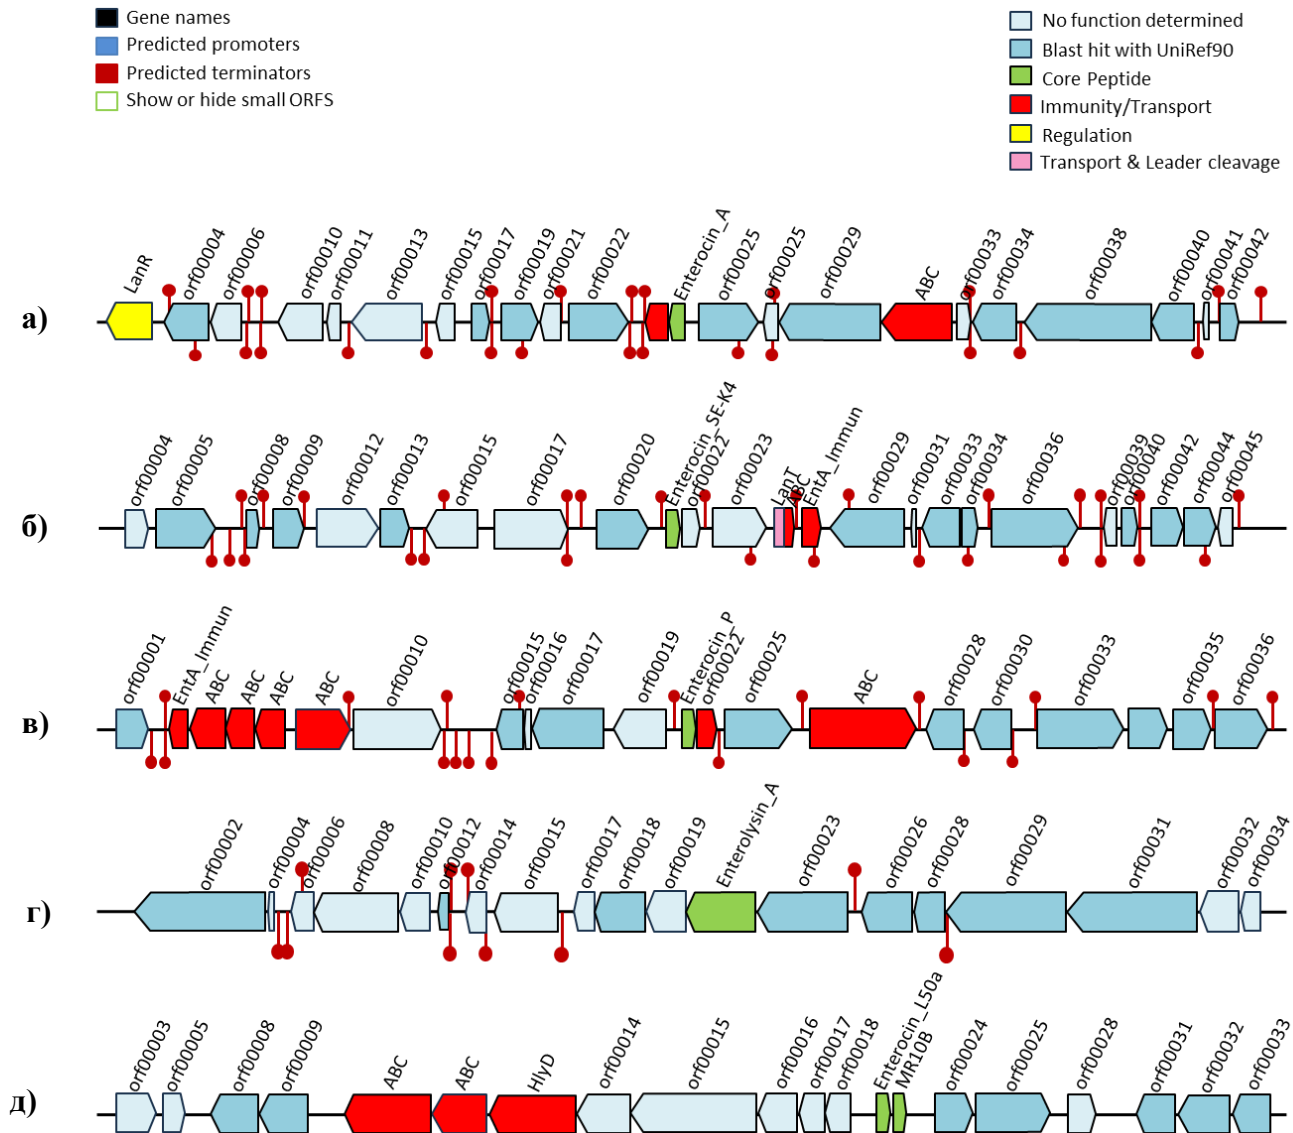 Gene names
Predicted promoters
Predicted terminators
Show or hide small ORFS
No function determined
Blast hit with UniRef90
Core Peptide
Immunity/Transport
Regulation
Transport & Leader cleavage
а)
LanR
orf00004
orf00006
orf00010
orf00011
orf00013
orf00015
orf00017
orf00019
orf00021
orf00022
Enterocin_A
orf00025
orf00025
orf00029
ABC
orf00033
orf00034
orf00038
orf00040
orf00041
orf00042
б)
orf00004
orf00005
orf00008
orf00009
orf00012
orf00013
orf00015
orf00017
orf00020
Enterocin_SE-K4
orf00022
orf00023
LanT
ABC
EntA_Immun
orf00029
orf00031
orf00033
orf00034
orf00036
orf00039
orf00040
orf00042
orf00044
orf00045
в)
orf00001
EntA_Immun
ABC
ABC
ABC
ABC
orf00010
orf00015
orf00016
orf00017
orf00019
Enterocin_P
orf00022
orf00025
ABC
orf00028
orf00030
orf00033
orf00035
orf00036
г)
orf00002
orf00004
orf00006
orf00008
orf00010
orf00012
orf00014
orf00015
orf00017
orf00018
orf00019
Enterolysin_A
orf00023
orf00026
orf00028
orf00029
orf00031
orf00032
orf00034
д)
orf00003
orf00005
orf00008
orf00009
ABC
ABC
HlyD
orf00014
orf00015
orf00016
orf00017
orf00018
Enterocin_L50a
MR10B
orf00024
orf00025
orf00028
orf00031
orf00032
orf00033